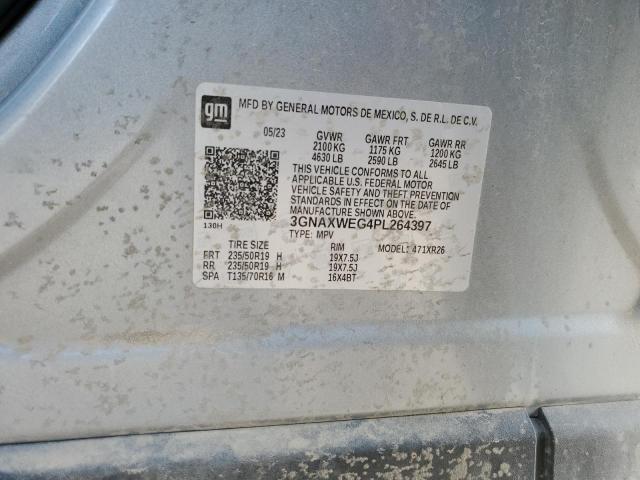 gm
MFD BY GENERAL MOTORS DE MEXICO, S. DE R.L. DE C.V.
05/23 GVWR GAWR FRT GAWR RR
2100 KG 1175 KG 1200 KG
4630 LB 2590 LB 2645 LB
THIS VEHICLE CONFORMS TO ALL
APPLICABLE U.S. FEDERAL MOTOR
VEHICLE SAFETY AND THEFT PREVENTION
STANDARDS IN EFFECT ON THE DATE OF
MANUFACTURE SHOWN ABOVE.
3GNAXWEG4PL264397
130H TYPE: MPV MODEL: 471XR26
TIRE SIZE RIM
FRT 235/50R19 H 19X7.5J
RR 235/50R19 H 19X7.5J
SPA T135/70R16 M 16X4BT